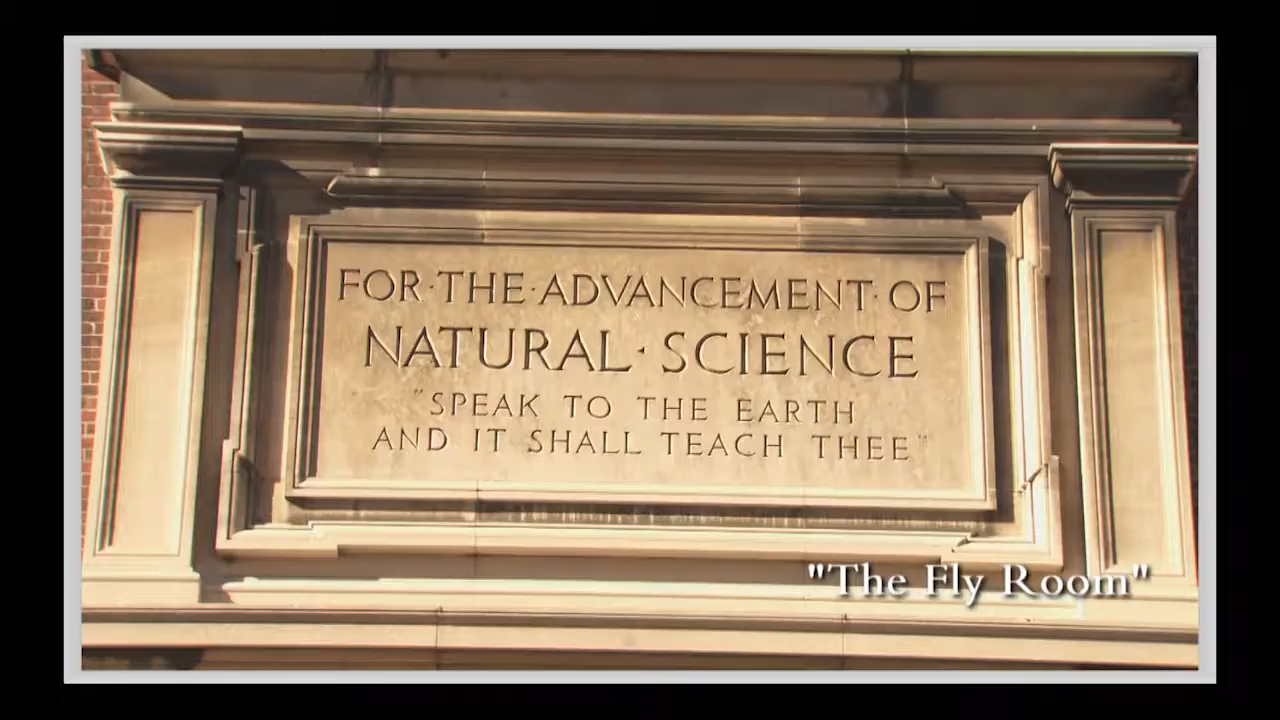 FOR·THE·ADVANCEMENT·OF
NATURAL·SCIENCE
"SPEAK TO THE EARTH
AND IT SHALL TEACH THEE"
"The Fly Room"